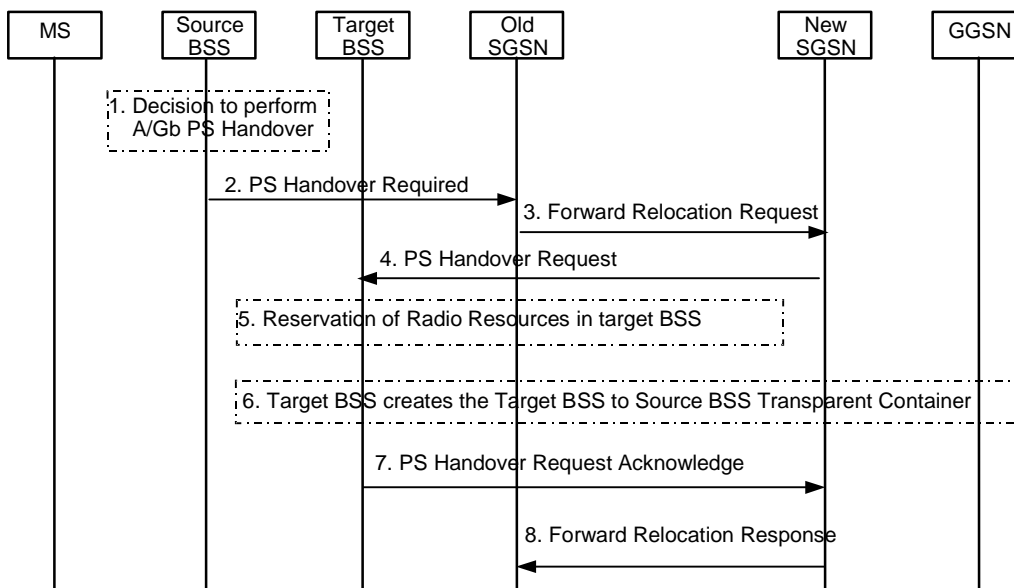 MS
Source
BSS
Target
BSS
Old
SGSN
New
SGSN
GGSN
1. Decision to perform
A/Gb PS Handover
2. PS Handover Required
3. Forward Relocation Request
4. PS Handover Request
5. Reservation of Radio Resources in target BSS
6. Target BSS creates the Target BSS to Source BSS Transparent Container
7. PS Handover Request Acknowledge
8. Forward Relocation Response